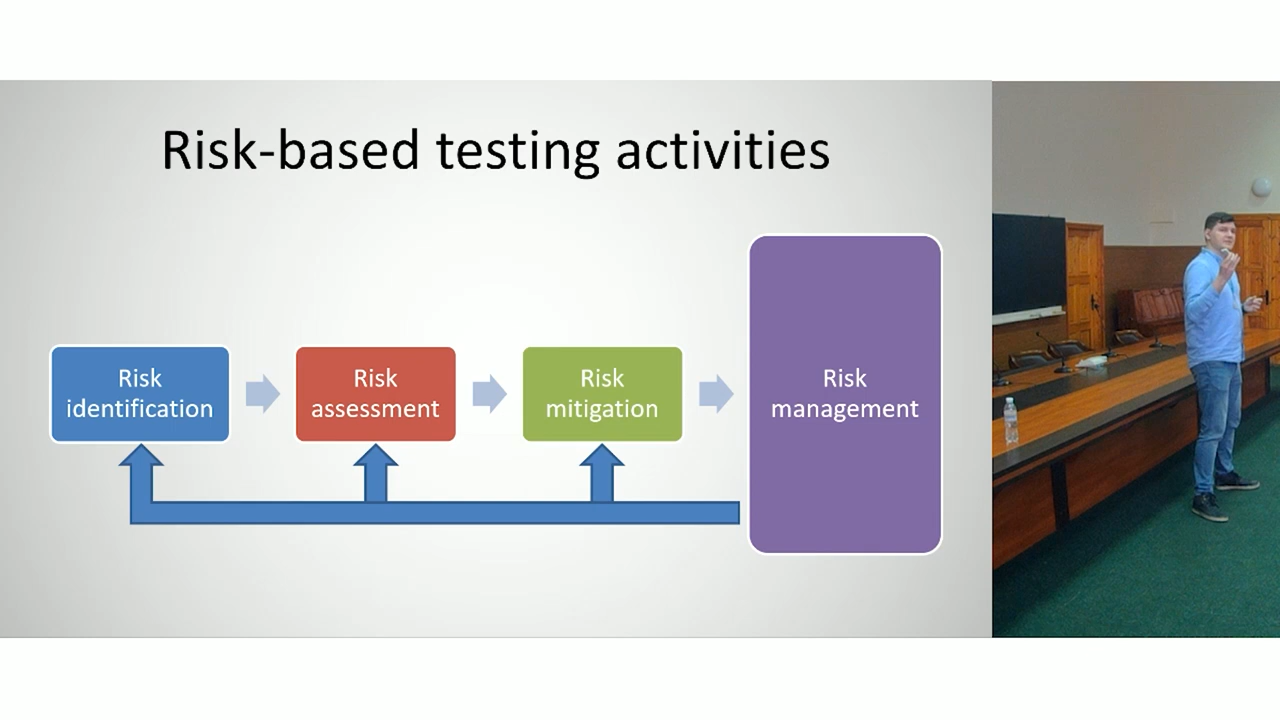 Risk-based testing activities
Risk
identification
Risk
assessment
Risk
mitigation
Risk
management